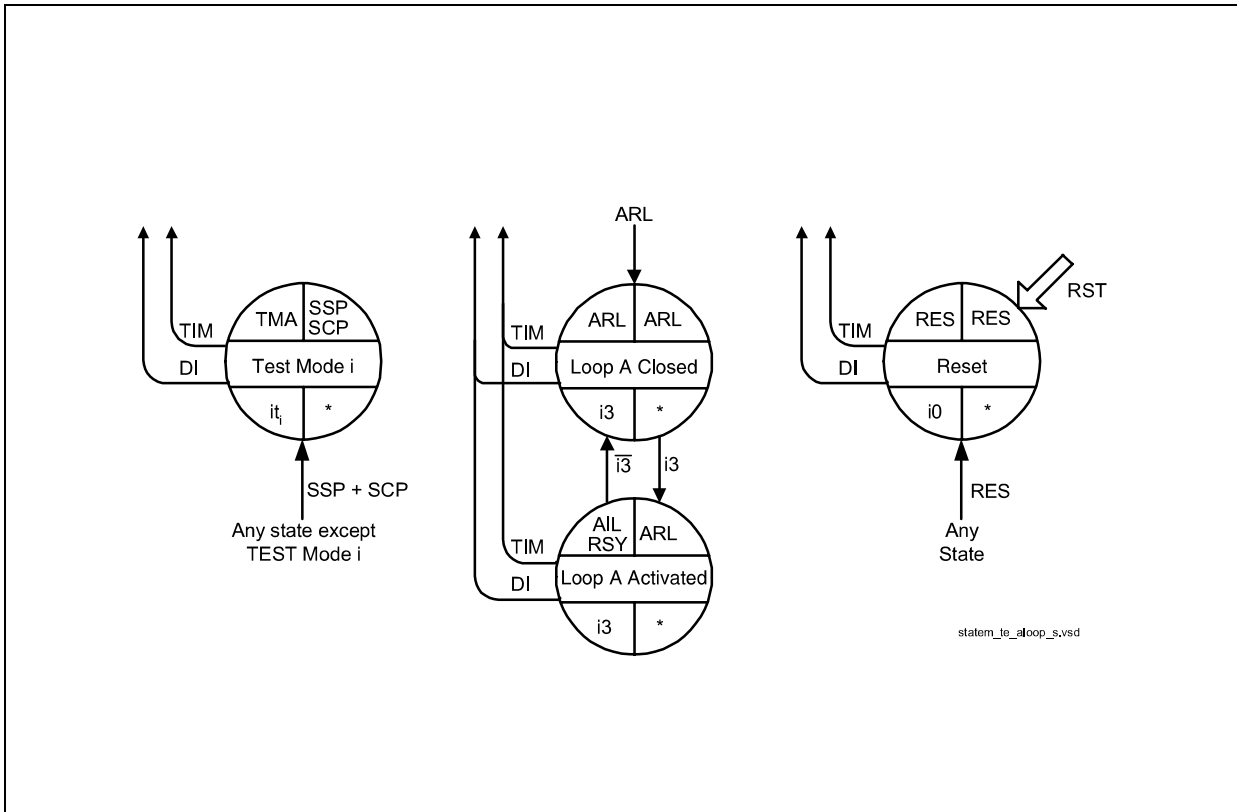 ARL
TIM
DI
TMA
SSP
SCP
Test Mode i
it_i
*
SSP + SCP
Any state except
TEST Mode i
TIM
DI
ARL
ARL
Loop A Closed
i3
*
i̅3̅
i3
TIM
DI
AIL
RSY
ARL
Loop A Activated
i3
*
RST
TIM
DI
RES
RES
Reset
i0
*
RES
Any
State
statem_te_aloop_s.vsd